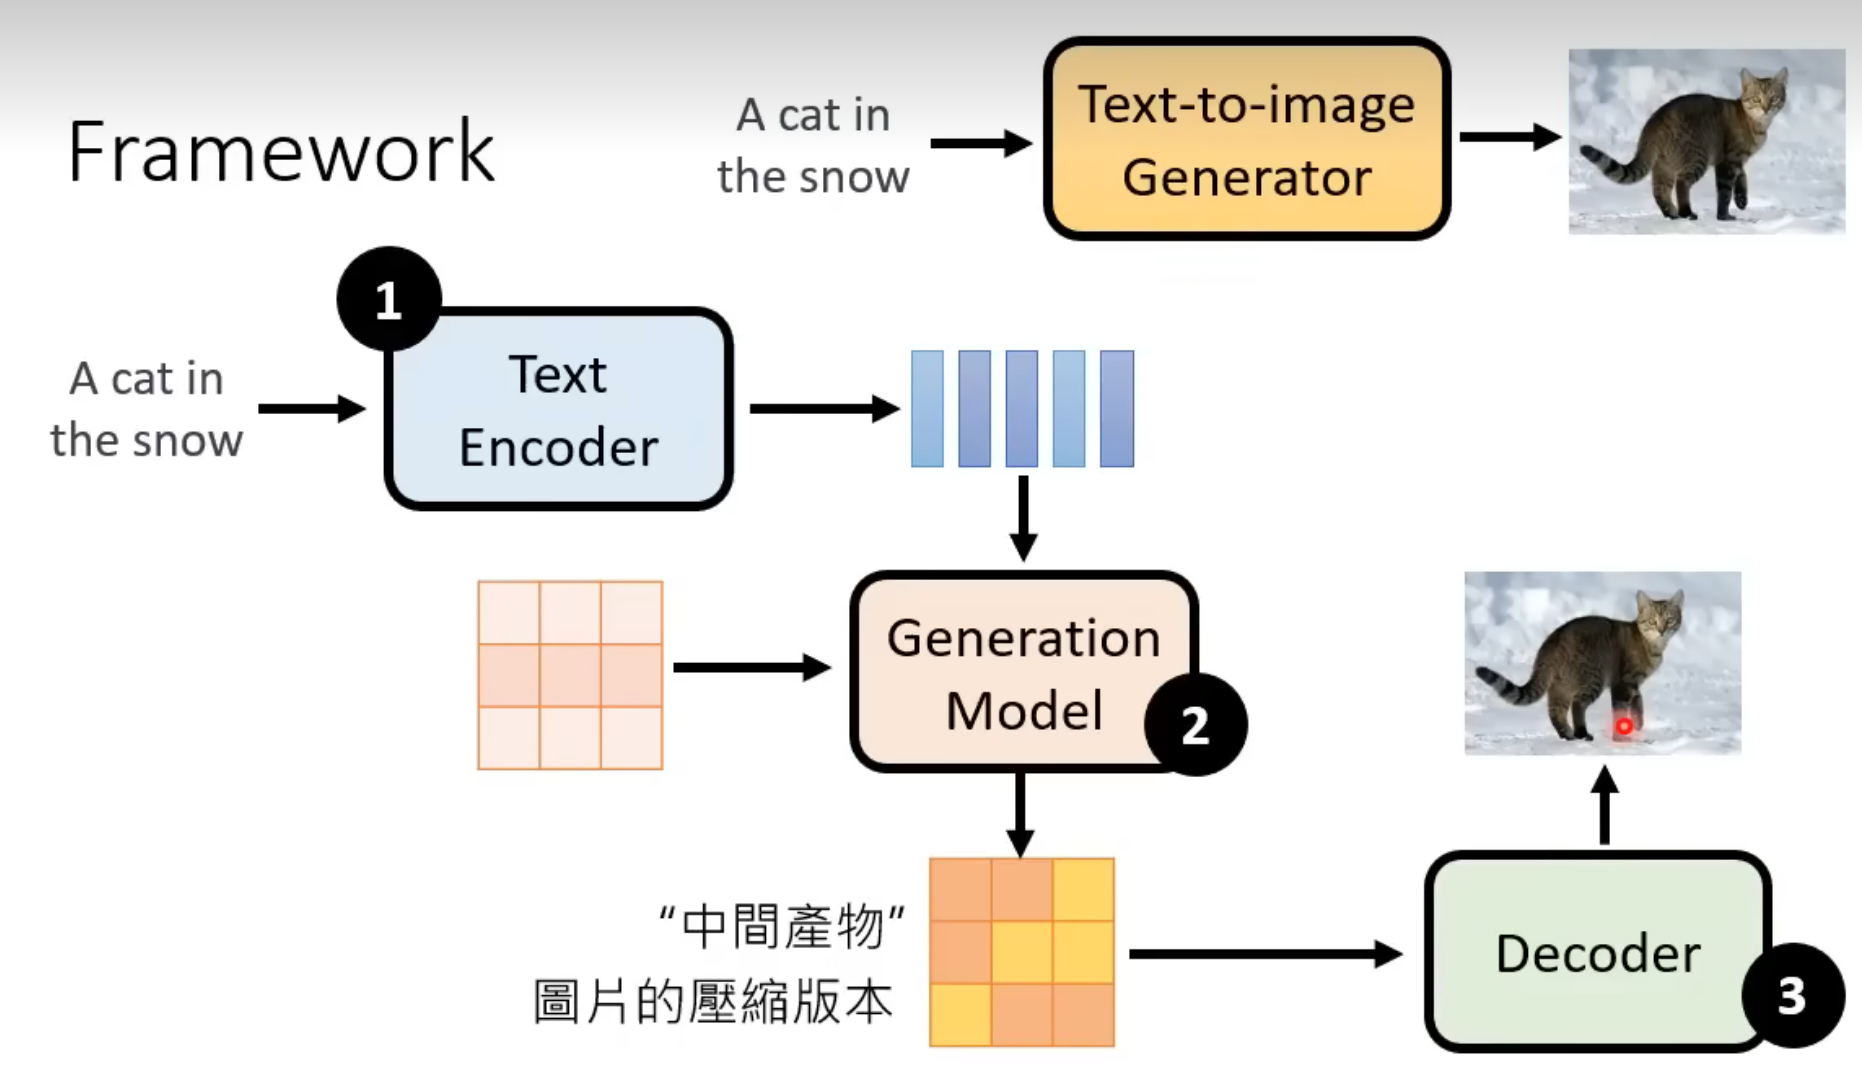 Framework
A cat in
the snow
Text-to-image
Generator
1
A cat in
the snow
Text
Encoder
Generation
Model
2
“中間產物”
圖片的壓縮版本
Decoder
3